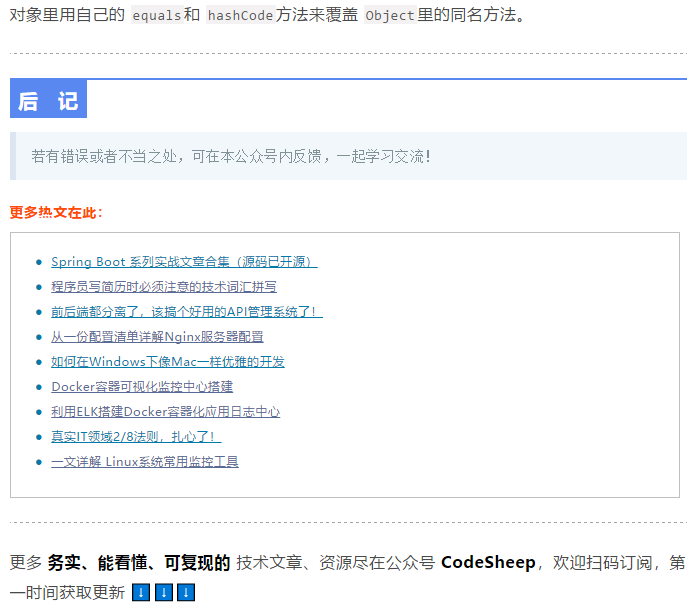 对象里用自己的 equals和 hashCode方法来覆盖 Object里的同名方法。
后 记
若有错误或者不当之处，可在本公众号内反馈，一起学习交流！
更多热文在此：
Spring Boot 系列实战文章合集（源码已开源）
程序员写简历时必须注意的技术词汇拼写
前后端都分离了，该搞个好用的API管理系统了！
从一份配置清单详解Nginx服务器配置
如何在Windows下像Mac一样优雅的开发
Docker容器可视化监控中心搭建
利用ELK搭建Docker容器化应用日志中心
真实IT领域2/8法则，扎心了！
一文详解 Linux系统常用监控工具
更多 务实、能看懂、可复现的 技术文章、资源尽在公众号 CodeSheep，欢迎扫码订阅，第
一时间获取更新 ⬇️⬇️⬇️